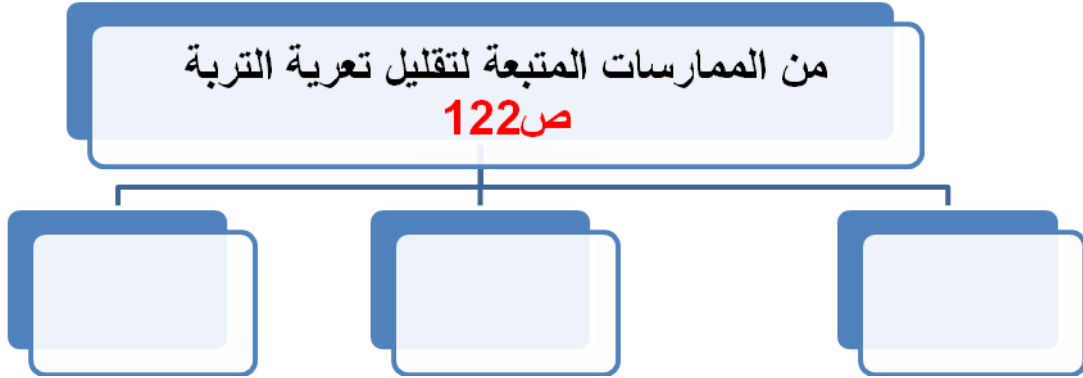 من الممارسات المتبعة لتقليل تعرية التربة
ص122